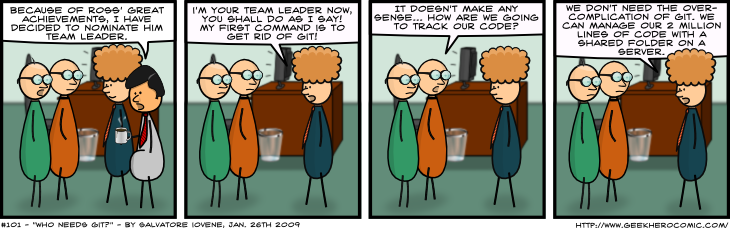 BECAUSE OF ROSS' GREAT
ACHIEVEMENTS, I HAVE
DECIDED TO NOMINATE HIM
TEAM LEADER.
I'M YOUR TEAM LEADER NOW,
YOU SHALL DO AS I SAY!
MY FIRST COMMAND IS TO
GET RID OF GIT!
IT DOESN'T MAKE ANY
SENSE... HOW ARE WE GOING
TO TRACK OUR CODE?
WE DON'T NEED THE OVER-
COMPLICATION OF GIT. WE
CAN MANAGE OUR 2 MILLION
LINES OF CODE WITH A
SHARED FOLDER ON A
SERVER.
#101 - "WHO NEEDS GIT?" - BY SALVATORE IOVENE, JAN. 26TH 2009
HTTP://WWW.GEEKHEROCOMIC.COM/